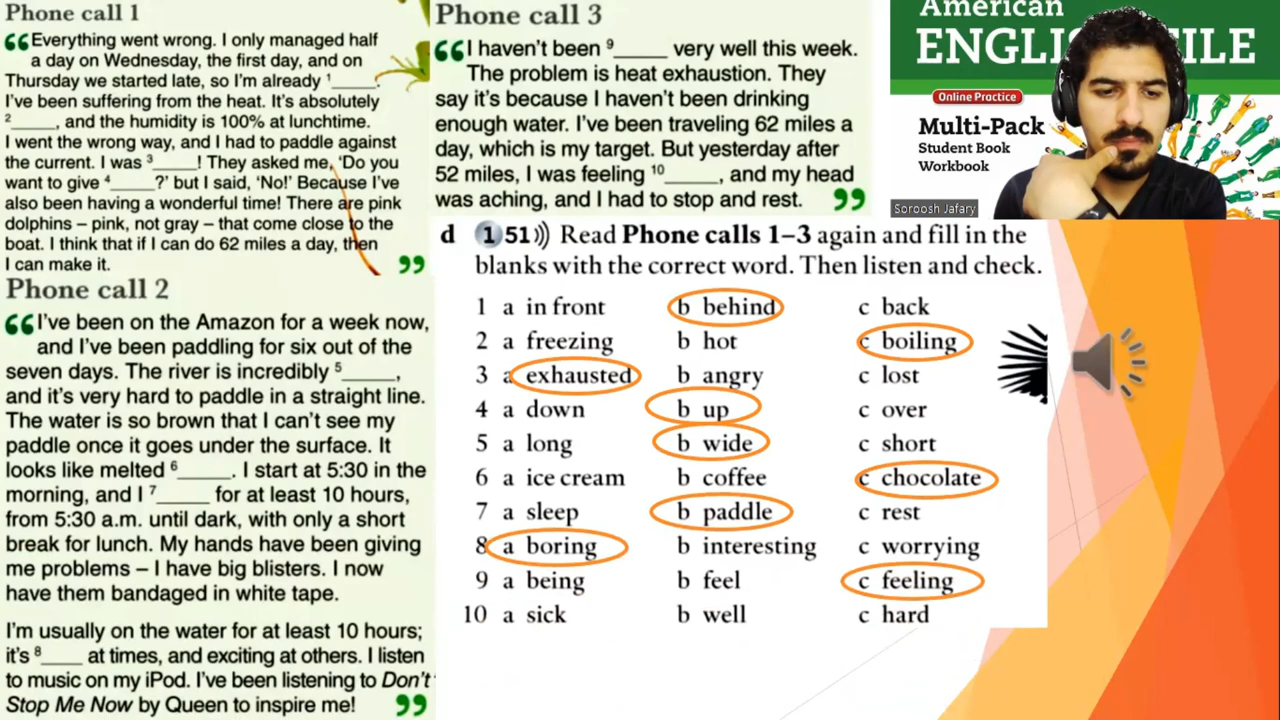 Phone call 1
“Everything went wrong. I only managed half
a day on Wednesday, the first day, and on
Thursday we started late, so I’m already ¹_____.
I’ve been suffering from the heat. It’s absolutely
²_____, and the humidity is 100% at lunchtime.
I went the wrong way, and I had to paddle against
the current. I was ³_____! They asked me, ‘Do you
want to give ⁴_____?’ but I said, ‘No!’ Because I’ve
also been having a wonderful time! There are pink
dolphins – pink, not gray – that come close to the
boat. I think that if I can do 62 miles a day, then
I can make it.”
Phone call 2
“I’ve been on the Amazon for a week now,
and I’ve been paddling for six out of the
seven days. The river is incredibly ⁵_____,
and it’s very hard to paddle in a straight line.
The water is so brown that I can’t see my
paddle once it goes under the surface. It
looks like melted ⁶_____. I start at 5:30 in the
morning, and I ⁷_____ for at least 10 hours,
from 5:30 a.m. until dark, with only a short
break for lunch. My hands have been giving
me problems – I have big blisters. I now
have them bandaged in white tape.
I’m usually on the water for at least 10 hours;
it’s ⁸____ at times, and exciting at others. I listen
to music on my iPod. I’ve been listening to Don’t
Stop Me Now by Queen to inspire me!”
Phone call 3
“I haven’t been ⁹_____ very well this week.
The problem is heat exhaustion. They
say it’s because I haven’t been drinking
enough water. I’ve been traveling 62 miles a
day, which is my target. But yesterday after
52 miles, I was feeling ¹⁰_____, and my head
was aching, and I had to stop and rest.”
d 1 51))) Read Phone calls 1–3 again and fill in the
blanks with the correct word. Then listen and check.
1 a in front b behind c back
2 a freezing b hot c boiling
3 a exhausted b angry c lost
4 a down b up c over
5 a long b wide c short
6 a ice cream b coffee c chocolate
7 a sleep b paddle c rest
8 a boring b interesting c worrying
9 a being b feel c feeling
10 a sick b well c hard
American
Online Practice
Multi-Pack
Student Book
Workbook
Soroosh Jafary